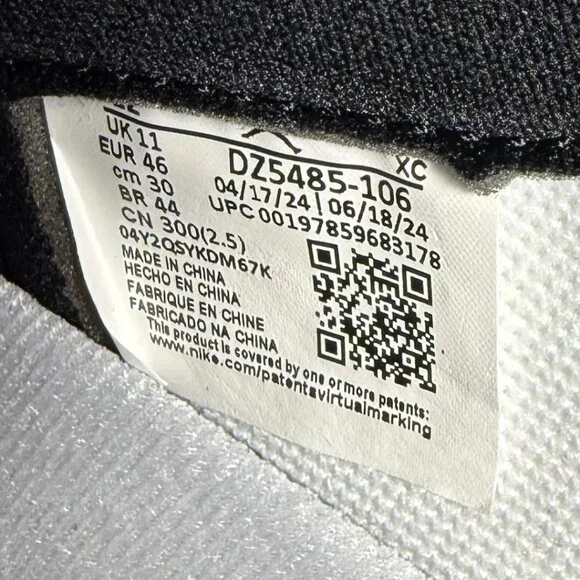 UK 11
EUR 46
cm 30
BR 44
CN 300(2.5)
04Y2QSYKDM67K
MADE IN CHINA
HECHO EN CHINA
FABRIQUE EN CHINE
FABRICADO NA CHINA
XC
DZ5485-106
04/17/24 | 06/18/24
UPC 00197859683178
This product is covered by one or more patents:
www.nike.com/patentsvirtualmarking